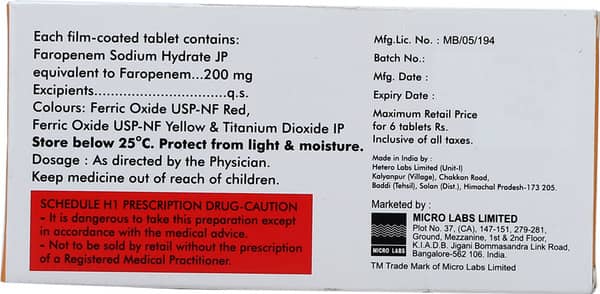 Each film-coated tablet contains:
Faropenem Sodium Hydrate JP
equivalent to Faropenem...200 mg
Excipients................................q.s.
Colours: Ferric Oxide USP-NF Red,
Ferric Oxide USP-NF Yellow & Titanium Dioxide IP
Store below 25°C. Protect from light & moisture.
Dosage : As directed by the Physician.
Keep medicine out of reach of children.
SCHEDULE H1 PRESCRIPTION DRUG-CAUTION
- It is dangerous to take this preparation except
in accordance with the medical advice.
- Not to be sold by retail without the prescription
of a Registered Medical Practitioner.
Mfg.Lic. No. : MB/05/194
Batch No.:
Mfg. Date :
Expiry Date :
Maximum Retail Price
for 6 tablets Rs.
Inclusive of all taxes.
Made in India by :
Hetero Labs Limited (Unit-I)
Kalyanpur (Village), Chakkan Road,
Baddi (Tehsil), Solan (Dist.), Himachal Pradesh-173 205.
Marketed by :
MICRO LABS
MICRO LABS LIMITED
Plot No. 37, (CA), 147-151, 279-281,
Ground, Mezzanine, 1st & 2nd Floor,
K.I.A.D.B. Jigani Bommasandra Link Road,
Bangalore-562 106. India.
TM Trade Mark of Micro Labs Limited